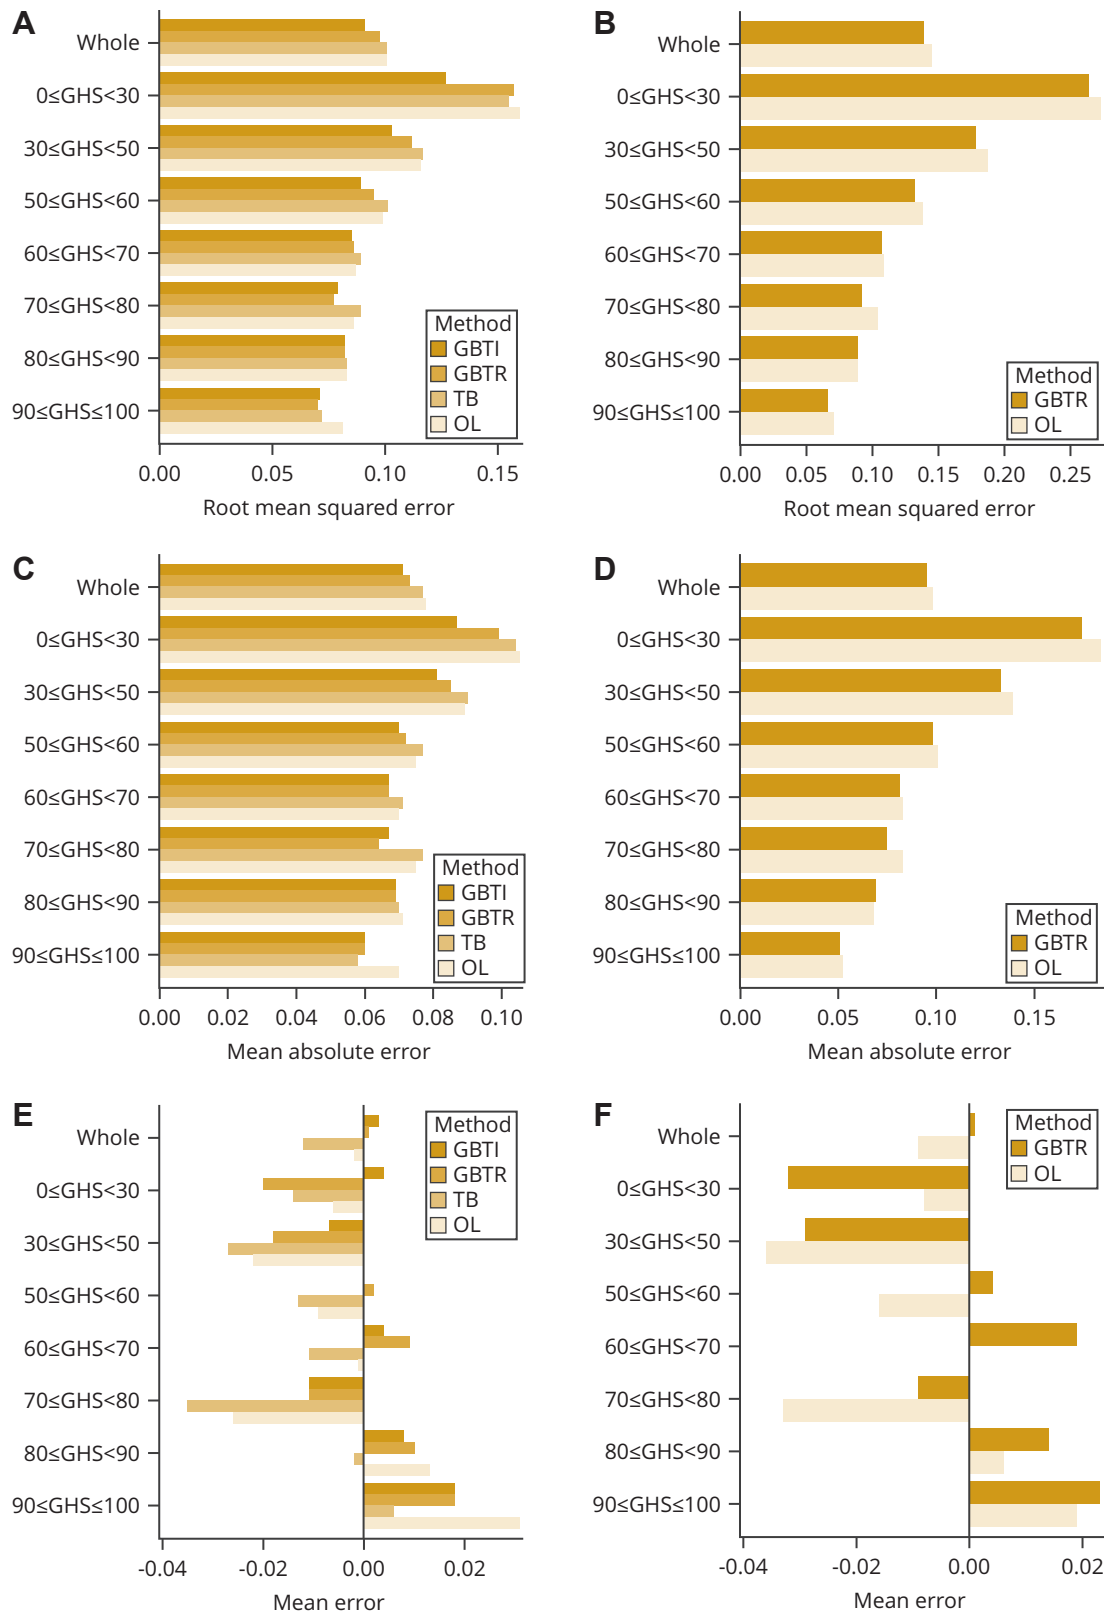 A
Whole
0≤GHS<30
30≤GHS<50
50≤GHS<60
60≤GHS<70
70≤GHS<80
80≤GHS<90
90≤GHS≤100
Method
GBTI
GBTR
TB
OL
0.00 0.05 0.10 0.15
Root mean squared error
B
Whole
0≤GHS<30
30≤GHS<50
50≤GHS<60
60≤GHS<70
70≤GHS<80
80≤GHS<90
90≤GHS≤100
Method
GBTR
OL
0.00 0.05 0.10 0.15 0.20 0.25
Root mean squared error
C
Whole
0≤GHS<30
30≤GHS<50
50≤GHS<60
60≤GHS<70
70≤GHS<80
80≤GHS<90
90≤GHS≤100
Method
GBTI
GBTR
TB
OL
0.00 0.02 0.04 0.06 0.08 0.10
Mean absolute error
D
Whole
0≤GHS<30
30≤GHS<50
50≤GHS<60
60≤GHS<70
70≤GHS<80
80≤GHS<90
90≤GHS≤100
Method
GBTR
OL
0.00 0.05 0.10 0.15
Mean absolute error
E
Whole
0≤GHS<30
30≤GHS<50
50≤GHS<60
60≤GHS<70
70≤GHS<80
80≤GHS<90
90≤GHS≤100
Method
GBTI
GBTR
TB
OL
-0.04 -0.02 0.00 0.02
Mean error
F
Whole
0≤GHS<30
30≤GHS<50
50≤GHS<60
60≤GHS<70
70≤GHS<80
80≤GHS<90
90≤GHS≤100
Method
GBTR
OL
-0.04 -0.02 0.00 0.02
Mean error